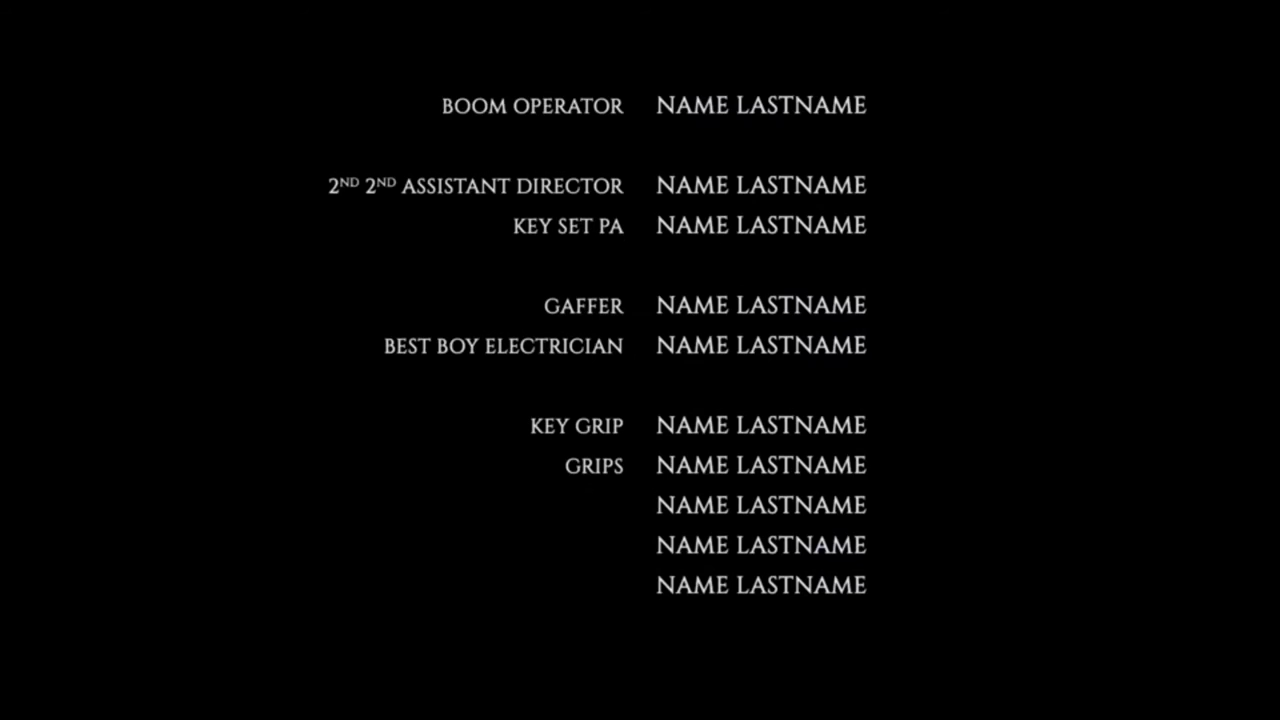 BOOM OPERATOR NAME LASTNAME
2ND 2ND ASSISTANT DIRECTOR NAME LASTNAME
KEY SET PA NAME LASTNAME
GAFFER NAME LASTNAME
BEST BOY ELECTRICIAN NAME LASTNAME
KEY GRIP NAME LASTNAME
GRIPS NAME LASTNAME
NAME LASTNAME
NAME LASTNAME
NAME LASTNAME